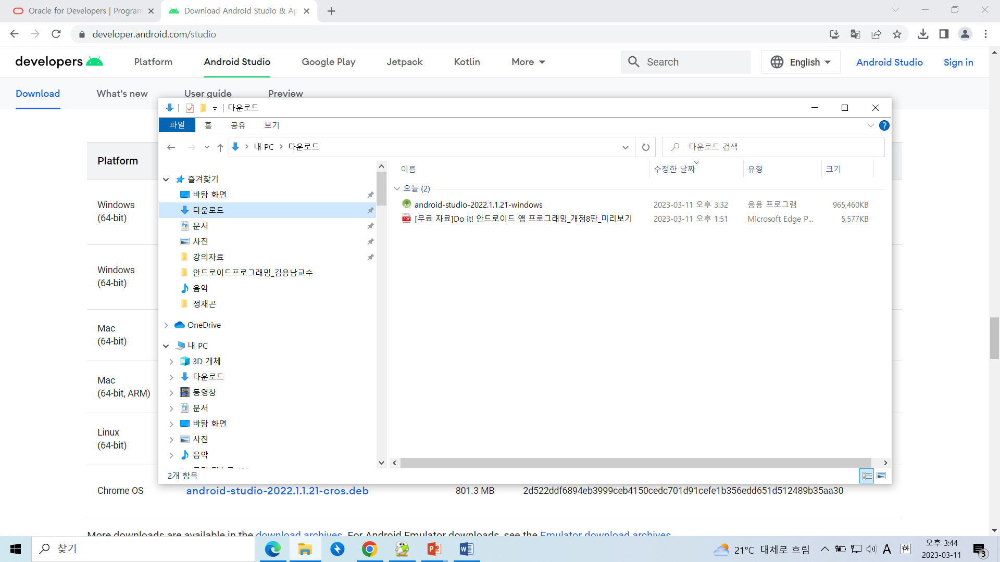 Oracle for Developers | Program
Download Android Studio & Ap
developer.android.com/studio
developers
Platform
Android Studio
Google Play
Jetpack
Kotlin
More
Search
English
Android Studio
Sign in
Download
What's new
User guide
Preview
다운로드
파일
홈
공유
보기
내 PC
다운로드
다운로드 검색
Platform
Windows
(64-bit)
Windows
(64-bit)
Mac
(64-bit)
Mac
(64-bit, ARM)
Linux
(64-bit)
즐겨찾기
바탕 화면
다운로드
문서
사진
강의자료
안드로이드프로그래밍_김용남교수
음악
정재곤
OneDrive
내 PC
3D 개체
다운로드
동영상
문서
바탕 화면
사진
음악
이름
수정한 날짜
유형
크기
오늘 (2)
android-studio-2022.1.1.21-windows
2023-03-11 오후 3:32
응용 프로그램
965,460KB
PDF
[무료 자료]Do it! 안드로이드 앱 프로그래밍_개정8판_미리보기
2023-03-11 오후 1:51
Microsoft Edge P...
5,577KB
2개 항목
Chrome OS
android-studio-2022.1.1.21-cros.deb
801.3 MB
2d522ddf6894eb3999ceb4150cedc701d91cefe1b356edd651d512489b35aa30
More downloads are available in the download archives. For Android Emulator downloads, see the Emulator download archives.
찾기
21°C 대체로 흐림
A
한
오후 3:44
2023-03-11
3